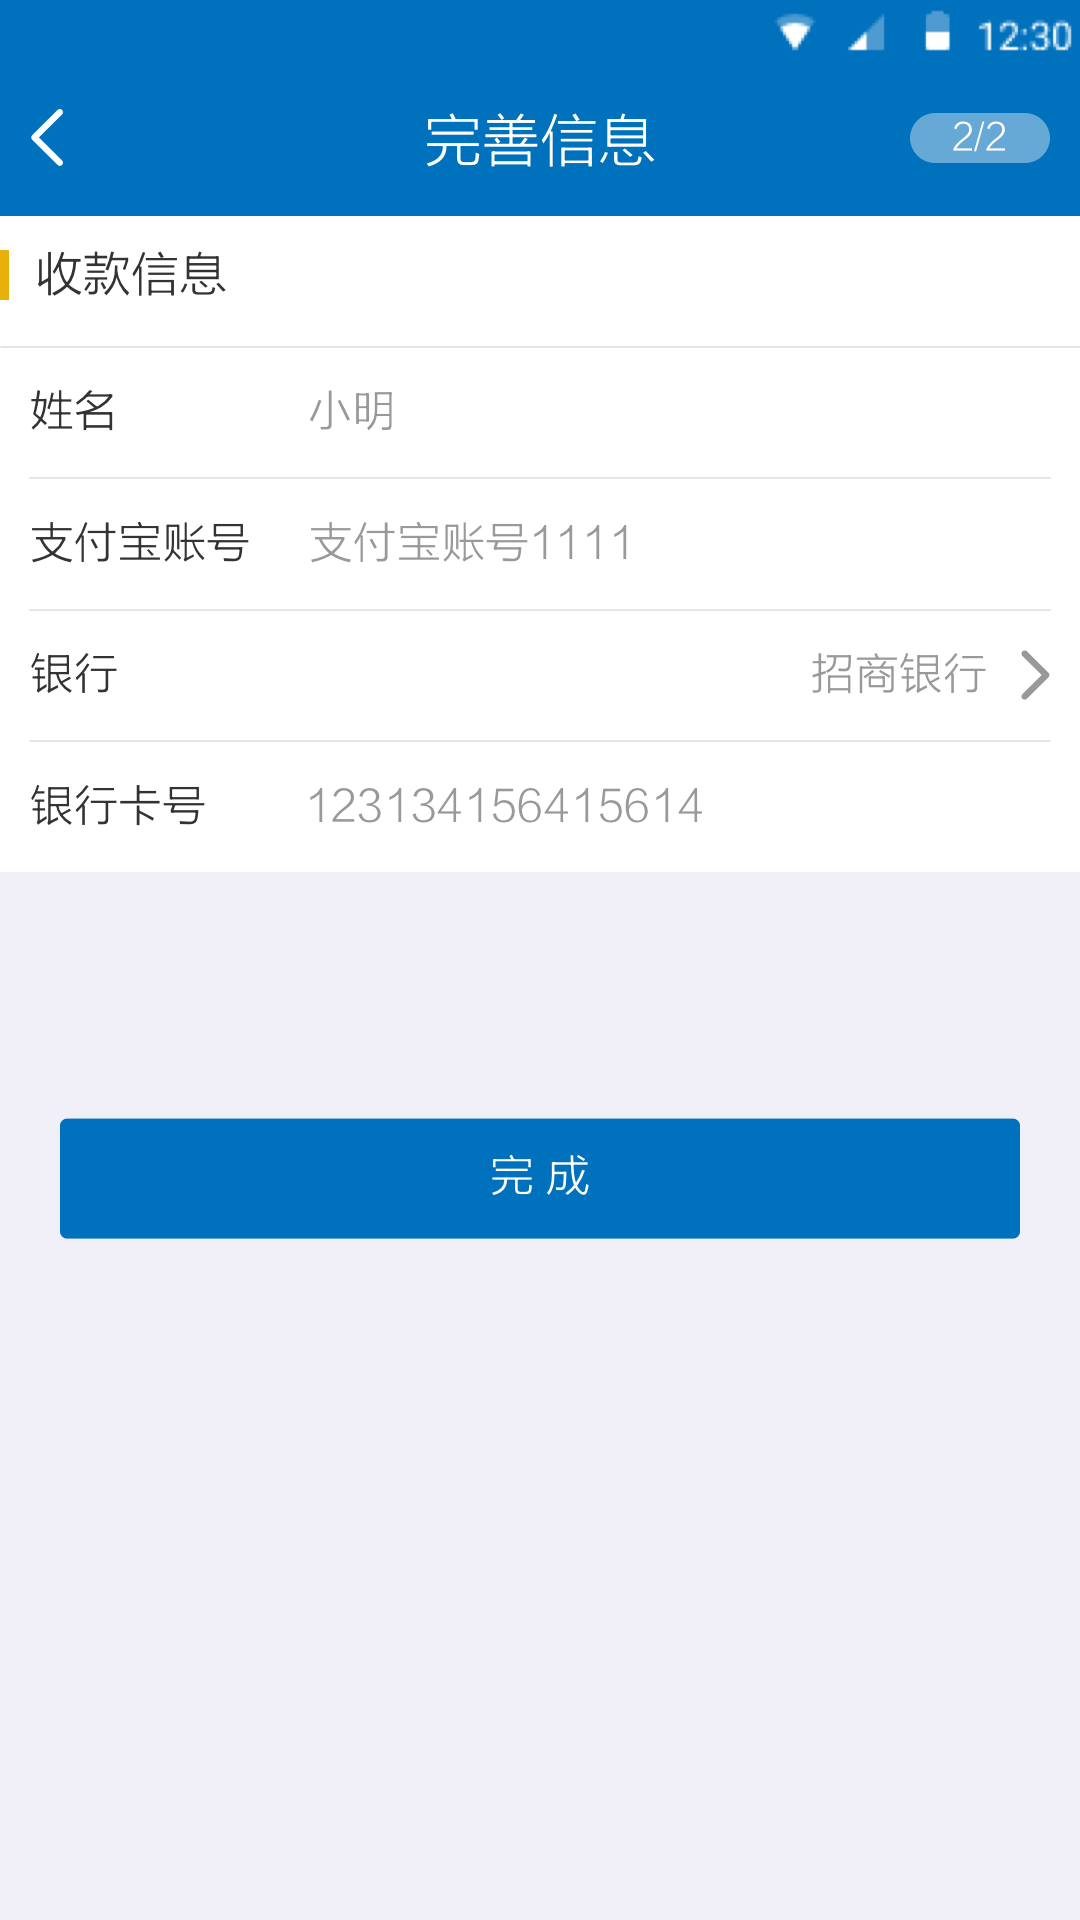 12:30
完善信息 2/2
收款信息
姓名 小明
支付宝账号 支付宝账号1111
银行 招商银行
银行卡号 123134156415614
完 成